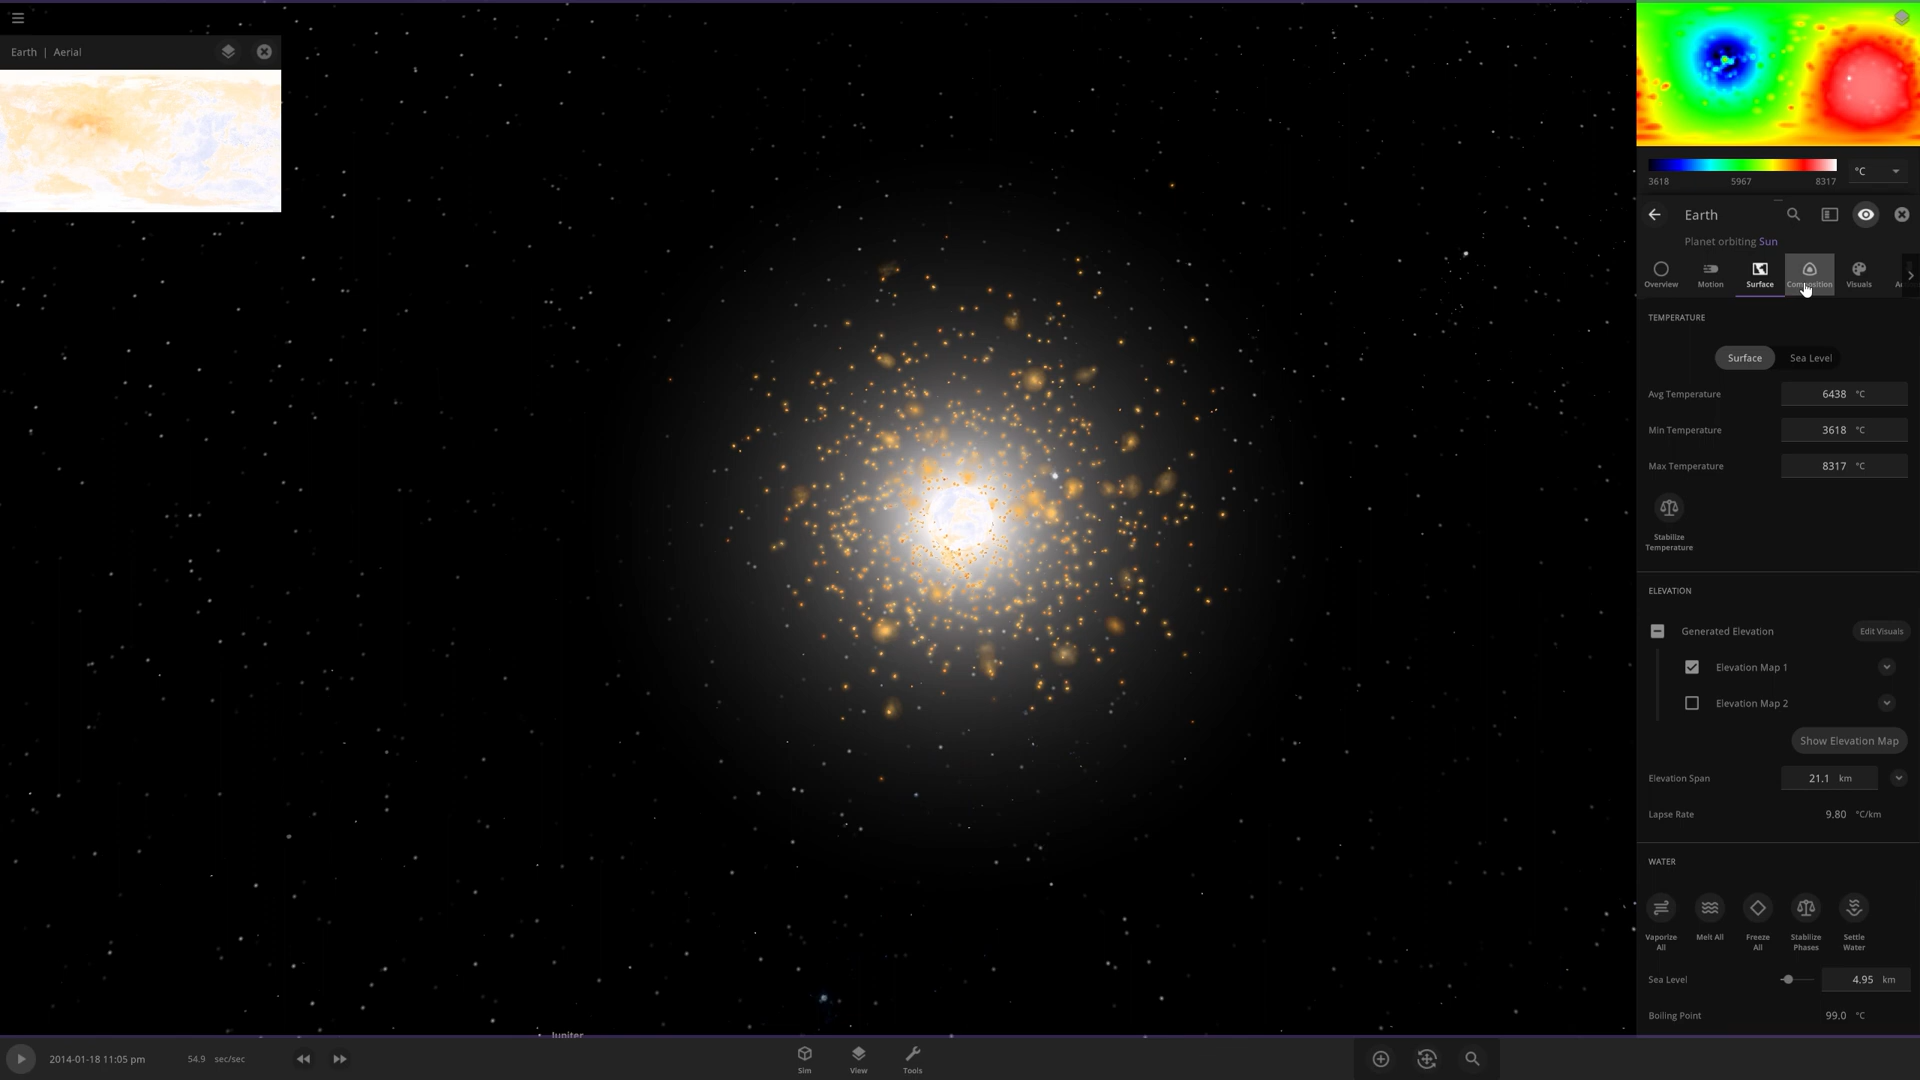 Earth | Aerial
°C
3618 5967 8317
Earth
Planet orbiting Sun
Overview Motion Surface Composition Visuals
TEMPERATURE
Surface Sea Level
Avg Temperature 6438 °C
Min Temperature 3618 °C
Max Temperature 8317 °C
Stabilize
Temperature
ELEVATION
Generated Elevation Edit Visuals
Elevation Map 1
Elevation Map 2
Show Elevation Map
Elevation Span 21.1 km
Lapse Rate 9.80 °C/km
WATER
Vaporize All Melt All Freeze All Stabilize Phases Settle Water
Sea Level 4.95 km
Boiling Point 99.0 °C
Jupiter
2014-01-18 11:05 pm 54.9 sec/sec
Sim View Tools